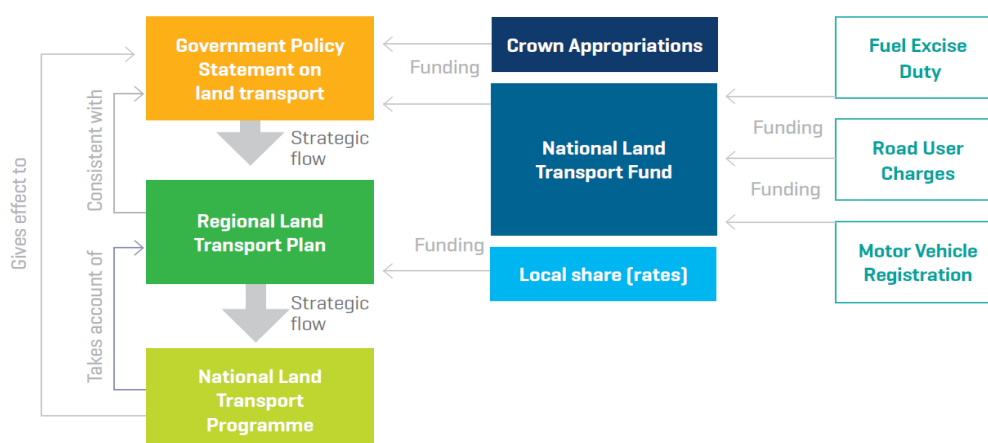 Government Policy
Statement on
land transport
Crown Appropriations
Fuel Excise
Duty
Funding
Strategic
flow
Consistent with
Gives effect to
National Land
Transport Fund
Funding
Road User
Charges
Funding
Regional Land
Transport Plan
Funding
Local share (rates)
Motor Vehicle
Registration
Takes account of
Strategic
flow
National Land
Transport
Programme